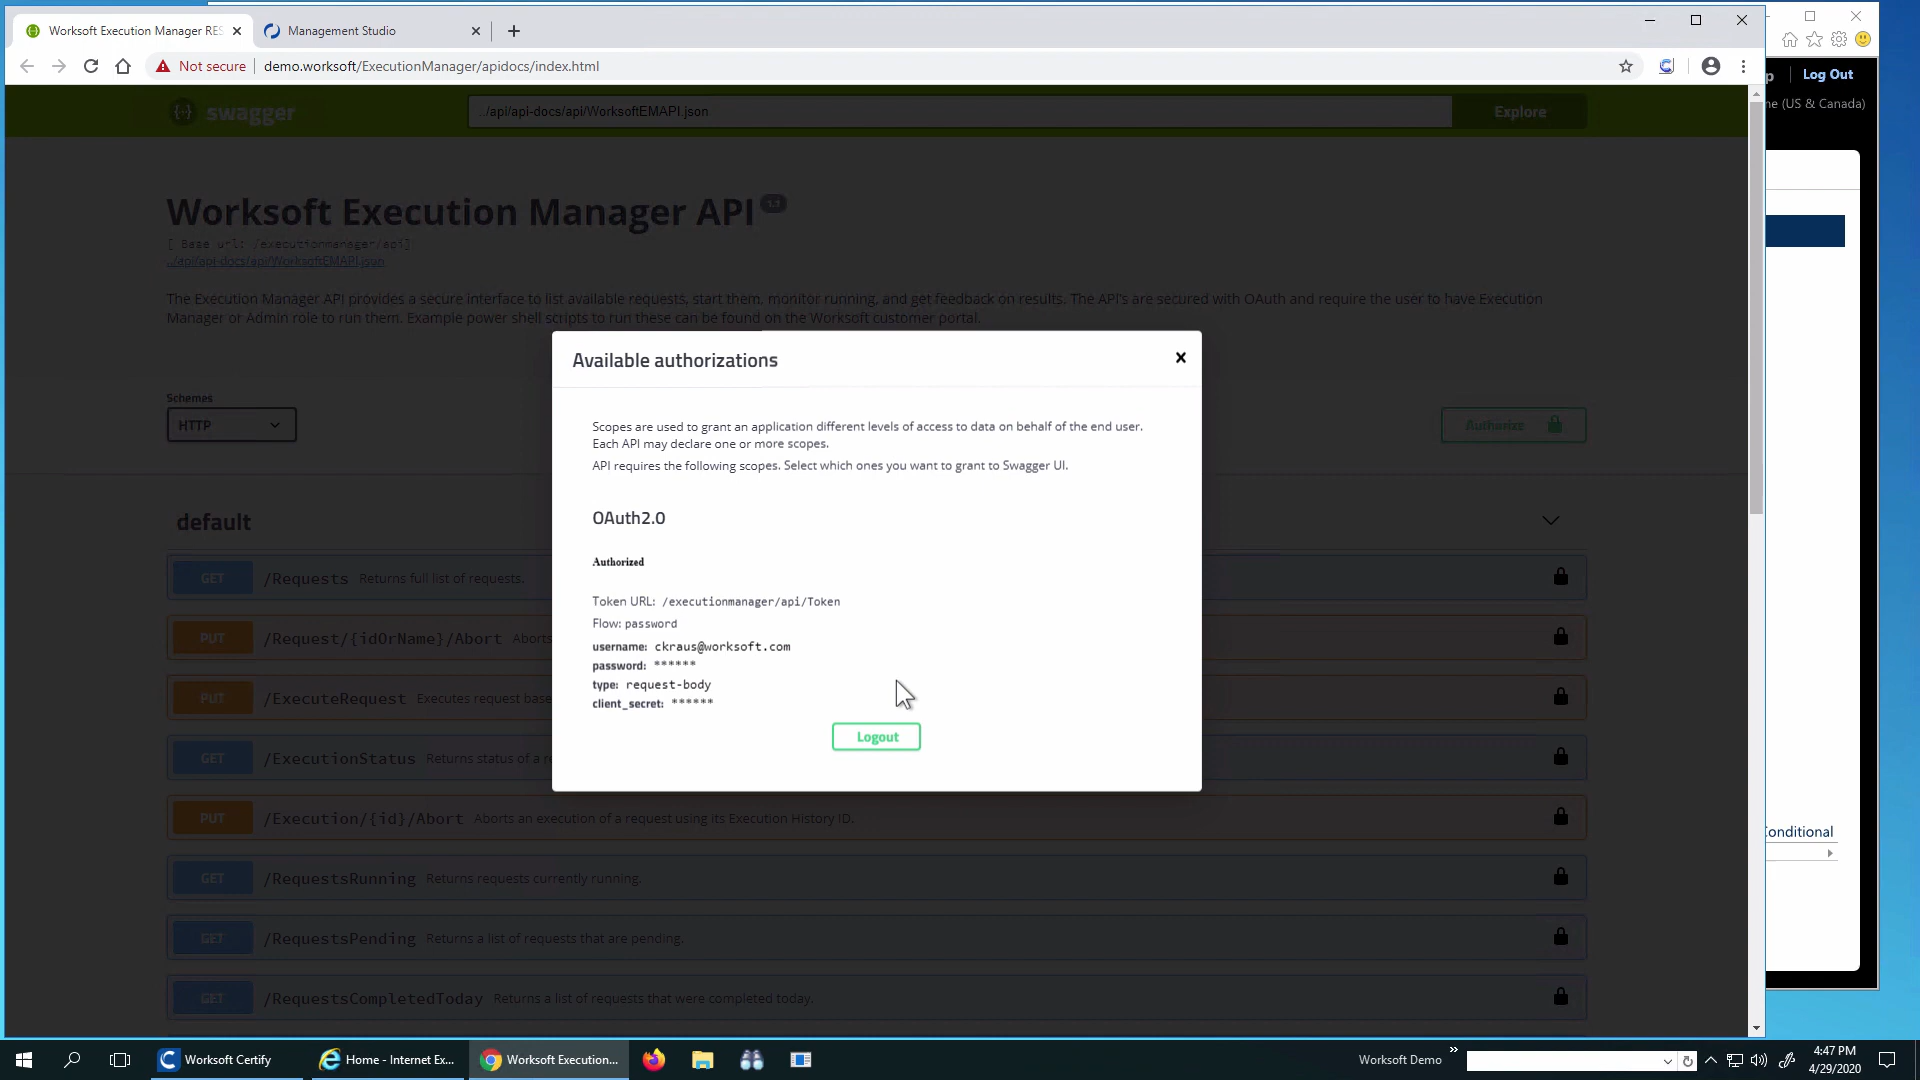 Worksoft Execution Manager RES
Management Studio
Not secure
demo.worksoft/ExecutionManager/apidocs/index.html
Log Out
ne (US & Canada)
swagger
../api/api-docs/api/WorksoftEMAPI.json
Explore
Worksoft Execution Manager API 1.1
[ Base url: /executionmanager/api]
../api/api-docs/api/WorksoftEMAPI.json
The Execution Manager API provides a secure interface to list available requests, start them, monitor running, and get feedback on results. The API's are secured with OAuth and require the user to have Execution
Manager or Admin role to run them. Example power shell scripts to run these can be found on the Worksoft customer portal.
Available authorizations
Schemes
HTTP
Authorize
Scopes are used to grant an application different levels of access to data on behalf of the end user.
Each API may declare one or more scopes.
API requires the following scopes. Select which ones you want to grant to Swagger UI.
OAuth2.0
Authorized
Token URL: /executionmanager/api/Token
Flow: password
username: ckraus@worksoft.com
password: ******
type: request-body
client_secret: ******
Logout
default
GET /Requests Returns full list of requests.
PUT /Request/{idOrName}/Abort Aborts
PUT /ExecuteRequest Executes request base
GET /ExecutionStatus Returns status of a re
PUT /Execution/{id}/Abort Aborts an execution of a request using its Execution History ID.
Conditional
GET /RequestsRunning Returns requests currently running.
GET /RequestsPending Returns a list of requests that are pending.
GET /RequestsCompletedToday Returns a list of requests that were completed today.
Worksoft Certify
Home - Internet Ex...
Worksoft Execution...
Worksoft Demo
4:47 PM
4/29/2020